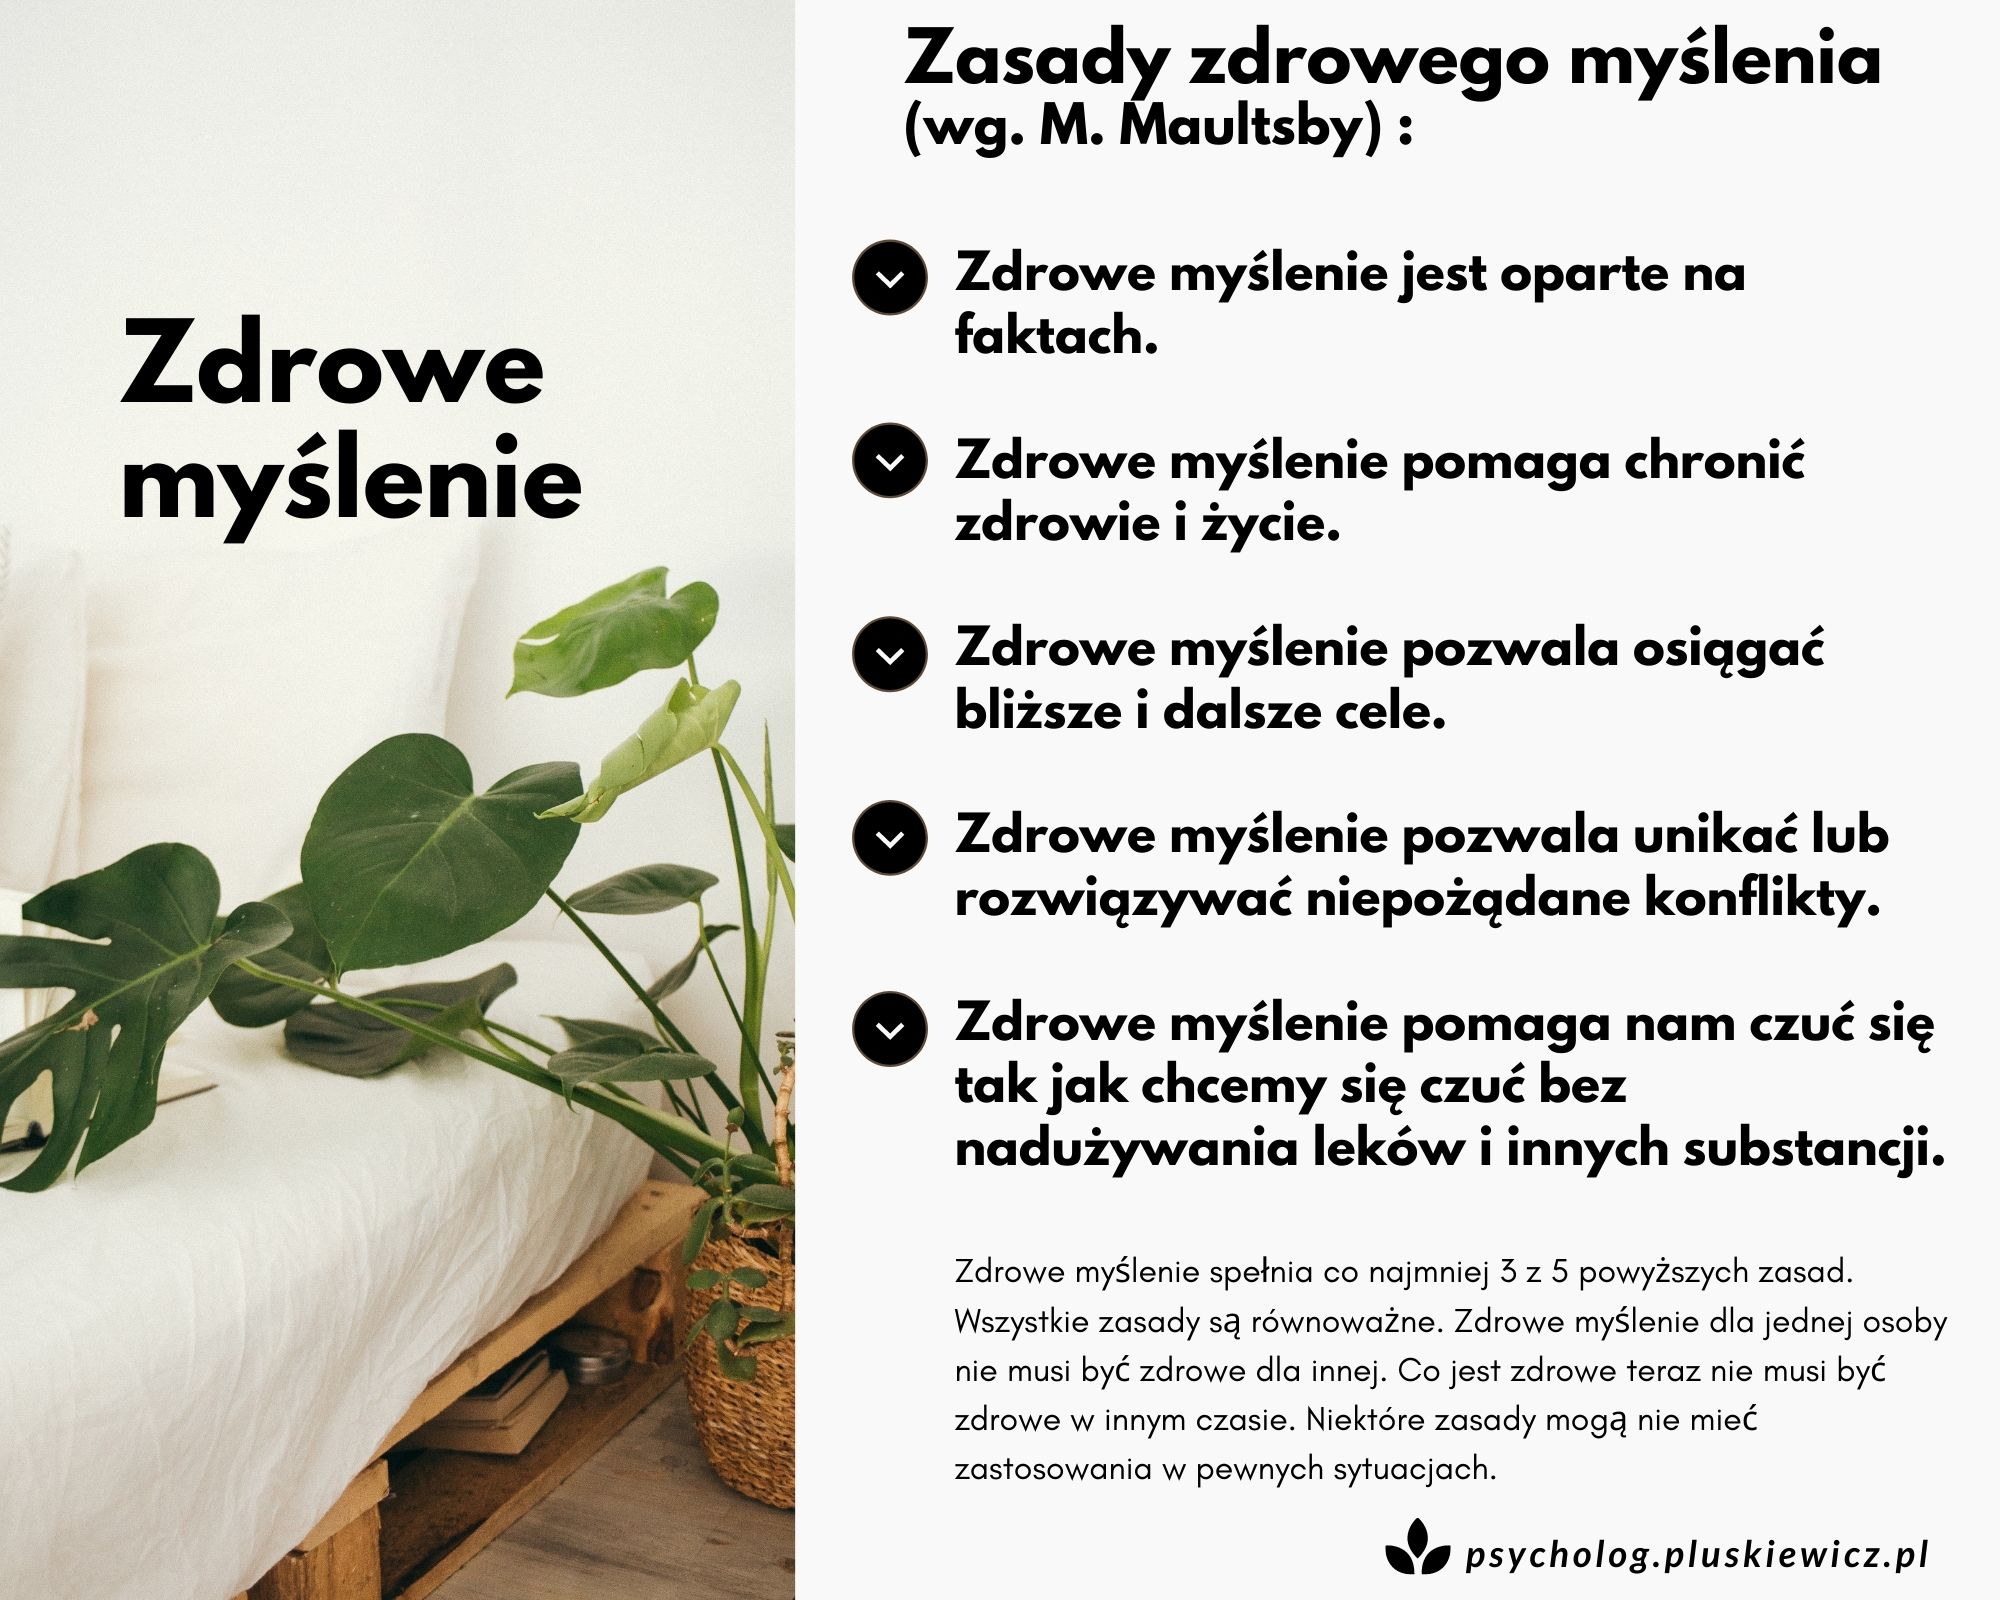 Zdrowe
myślenie
Zasady zdrowego myślenia
(wg. M. Maultsby) :
Zdrowe myślenie jest oparte na
faktach.
Zdrowe myślenie pomaga chronić
zdrowie i życie.
Zdrowe myślenie pozwala osiągać
bliższe i dalsze cele.
Zdrowe myślenie pozwala unikać lub
rozwiązywać niepożądane konflikty.
Zdrowe myślenie pomaga nam czuć się
tak jak chcemy się czuć bez
nadużywania leków i innych substancji.
Zdrowe myślenie spełnia co najmniej 3 z 5 powyższych zasad.
Wszystkie zasady są równoważne. Zdrowe myślenie dla jednej osoby
nie musi być zdrowe dla innej. Co jest zdrowe teraz nie musi być
zdrowe w innym czasie. Niektóre zasady mogą nie mieć
zastosowania w pewnych sytuacjach.
psycholog.pluskiewicz.pl